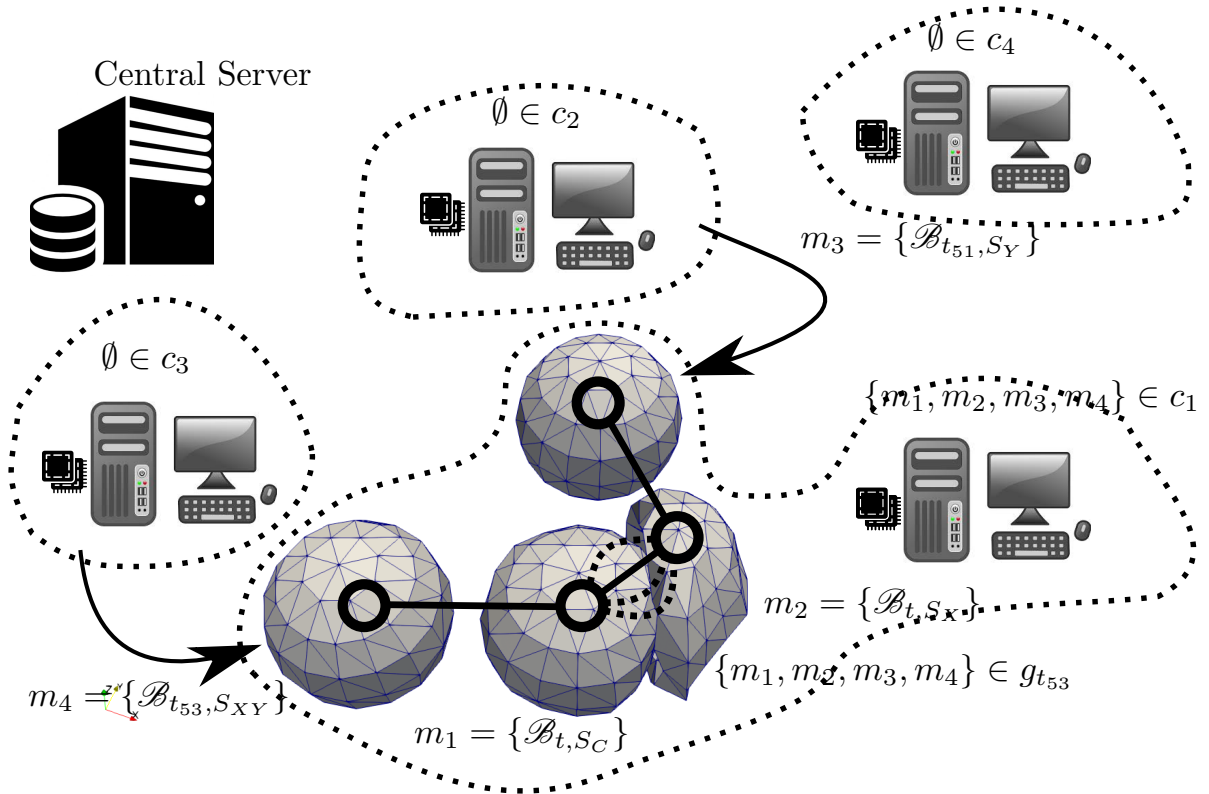 ∅ ∈ c₄
Central Server
∅ ∈ c₂
m₃ = {ℬ_{t₅₁,S_Y}}
∅ ∈ c₃
{m₁, m₂, m₃, m₄} ∈ c₁
m₂ = {ℬ_{t,S_X}}
{m₁, m₂, m₃, m₄} ∈ g_{t₅₃}
m₄ = {ℬ_{t₅₃,S_{XY}}}
Z Y
X
m₁ = {ℬ_{t,S_C}}